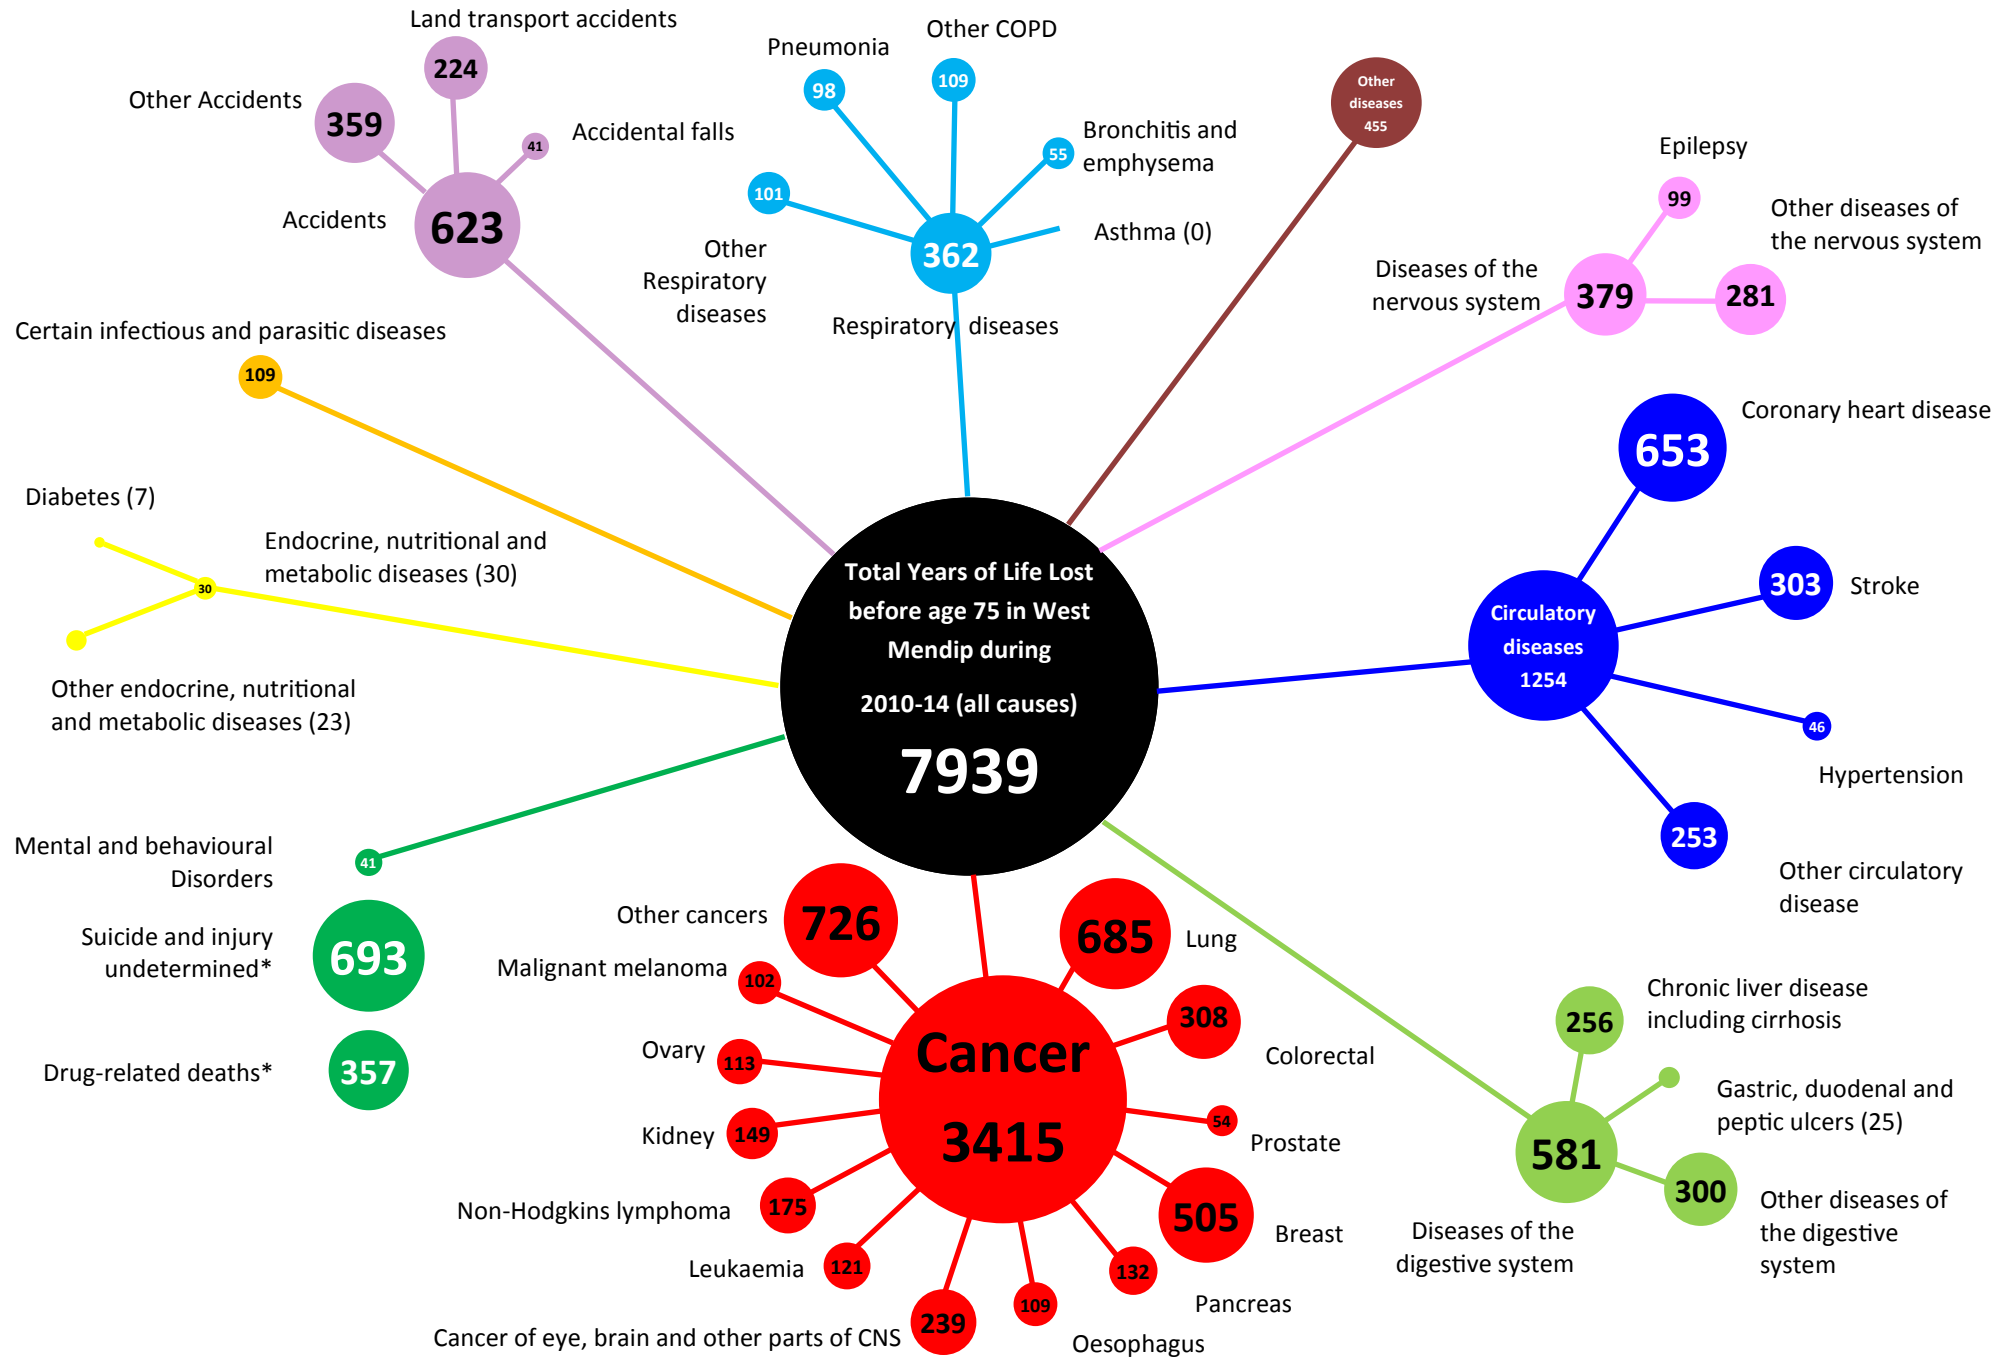 Land transport accidents
224
Other Accidents
359
41
Accidental falls
Accidents
623
Pneumonia
98
Other COPD
109
Bronchitis and
emphysema
55
101
Other
Respiratory
diseases
362
Asthma (0)
Respiratory diseases
Other
diseases
455
Epilepsy
99
Other diseases of
the nervous system
281
Diseases of the
nervous system
379
Certain infectious and parasitic diseases
109
Diabetes (7)
Endocrine, nutritional and
metabolic diseases (30)
30
Other endocrine, nutritional
and metabolic diseases (23)
Total Years of Life Lost
before age 75 in West
Mendip during
2010-14 (all causes)
7939
Coronary heart disease
653
303
Stroke
Circulatory
diseases
1254
46
Hypertension
253
Other circulatory
disease
Mental and behavioural
Disorders
41
Suicide and injury
undetermined*
693
Drug-related deaths*
357
Other cancers
726
685
Lung
Malignant melanoma
102
308
Colorectal
Ovary
113
Cancer
3415
54
Prostate
Kidney
149
505
Breast
Non-Hodgkins lymphoma
175
Leukaemia
121
132
Pancreas
Cancer of eye, brain and other parts of CNS
239
109
Oesophagus
256
Chronic liver disease
including cirrhosis
Gastric, duodenal and
peptic ulcers (25)
581
300
Other diseases of
the digestive
system
Diseases of the
digestive system